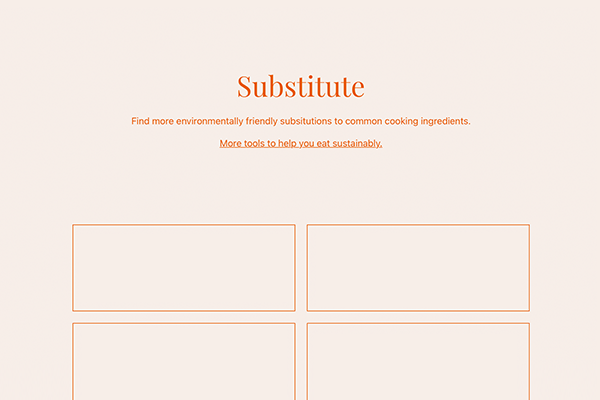 Substitute
Find more environmentally friendly subsitutions to common cooking ingredients.
More tools to help you eat sustainably.